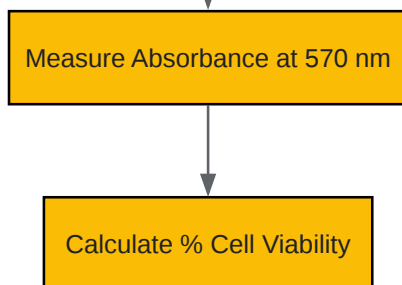 Measure Absorbance at 570 nm
Calculate % Cell Viability